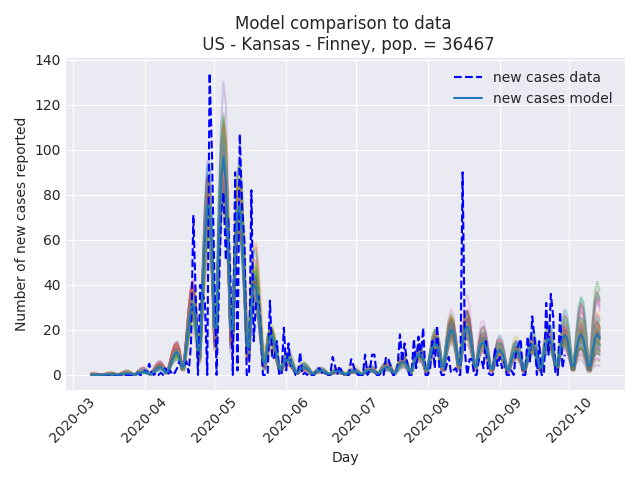 Model comparison to data
US - Kansas - Finney, pop. = 36467
new cases data
new cases model
Number of new cases reported
140
120
100
80
60
40
20
0
2020-03
2020-04
2020-05
2020-06
2020-07
2020-08
2020-09
2020-10
Day